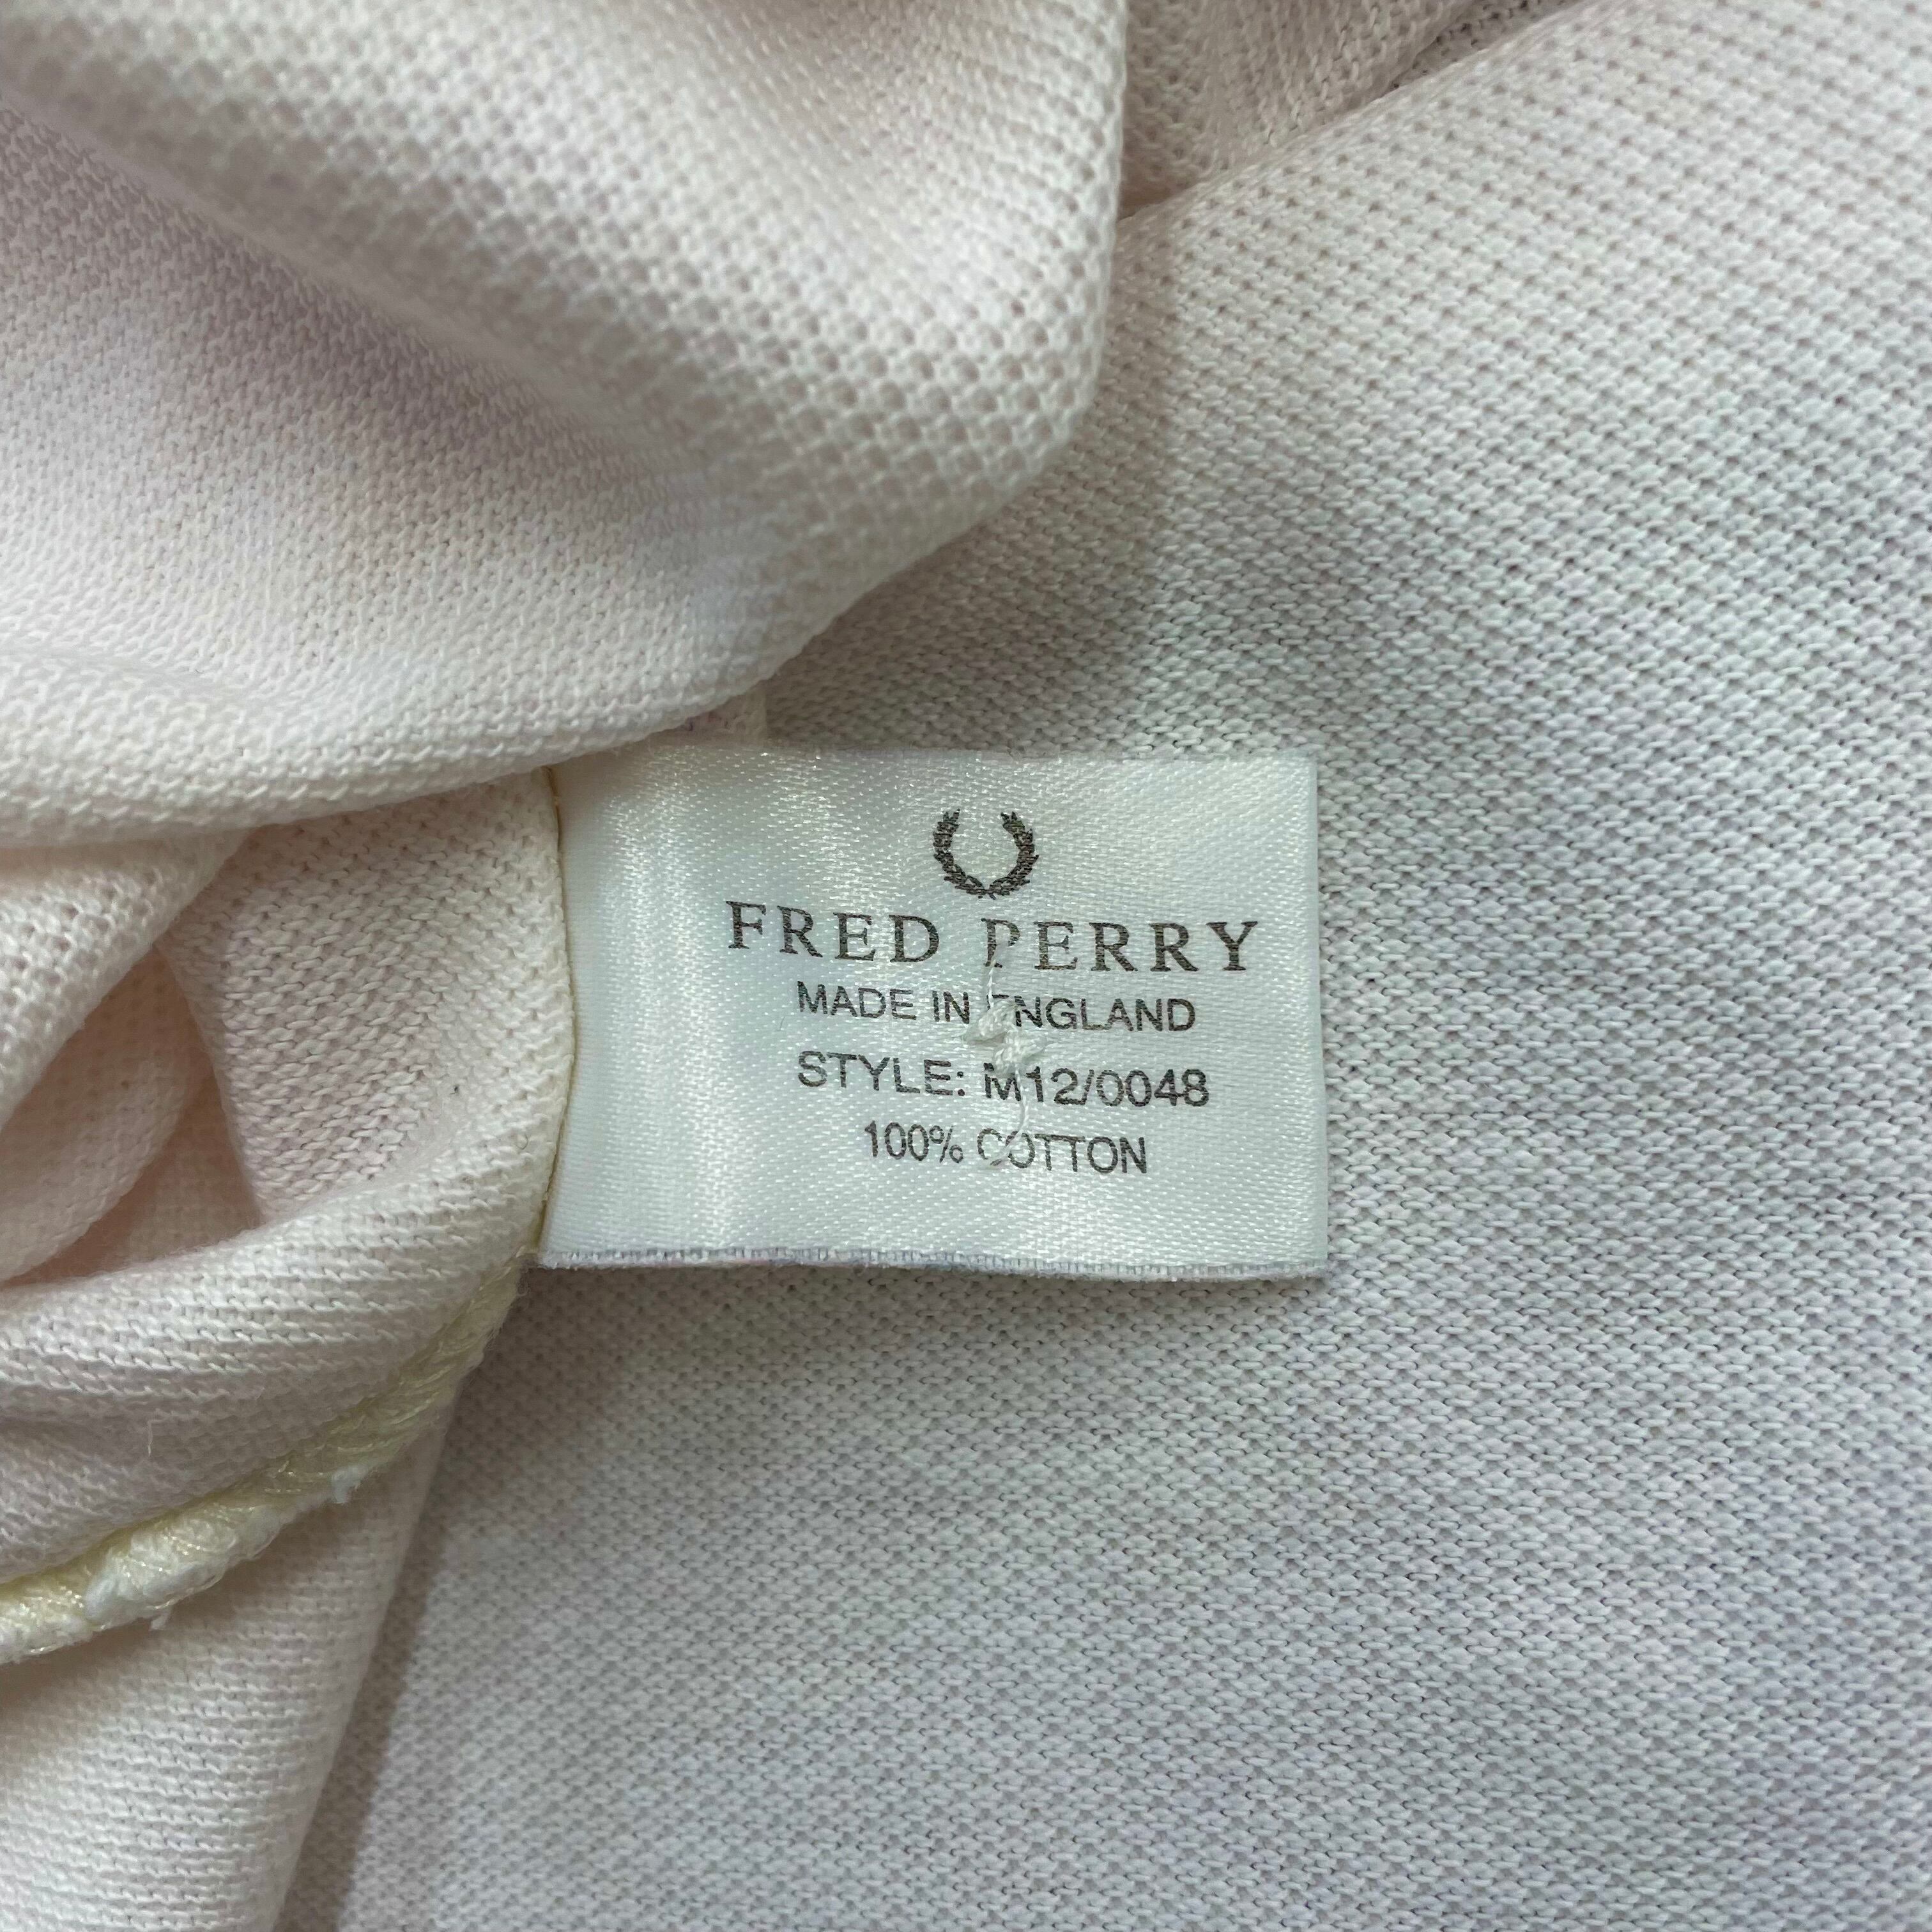 FRED PERRY
MADE IN ENGLAND
STYLE: M12/0048
100% COTTON